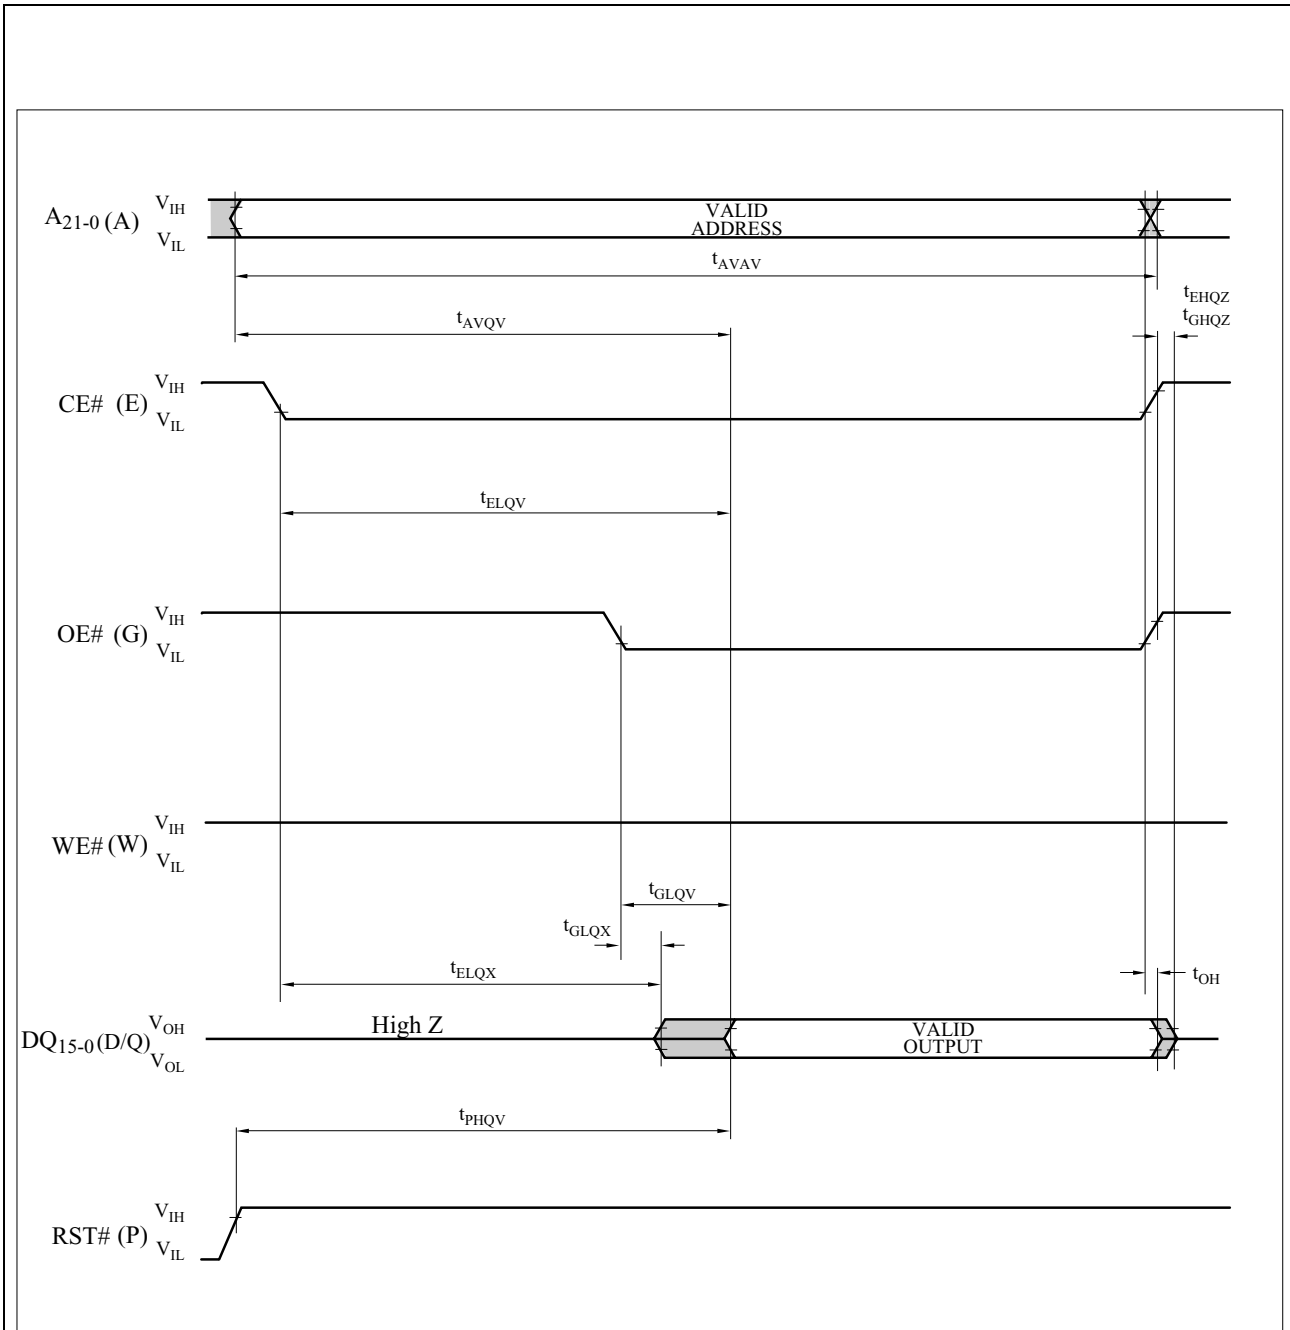 A21-0 (A)
VIH
VIL
VALID
ADDRESS
tAVAV
tEHQZ
tGHQZ
tAVQV
CE# (E)
VIH
VIL
tELQV
OE# (G)
VIH
VIL
WE# (W)
VIH
VIL
tGLQV
tGLQX
tELQX
tOH
DQ15-0 (D/Q)
VOH
VOL
High Z
VALID
OUTPUT
tPHQV
RST# (P)
VIH
VIL